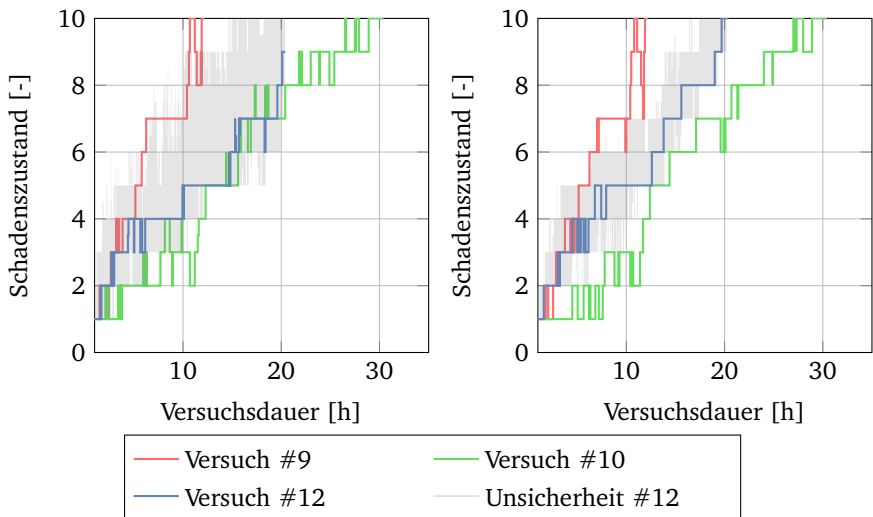 10
8
6
4
2
0
10
20
30
Schadenszustand [-]
Versuchsdauer [h]
10
8
6
4
2
0
10
20
30
Schadenszustand [-]
Versuchsdauer [h]
Versuch #9
Versuch #10
Versuch #12
Unsicherheit #12